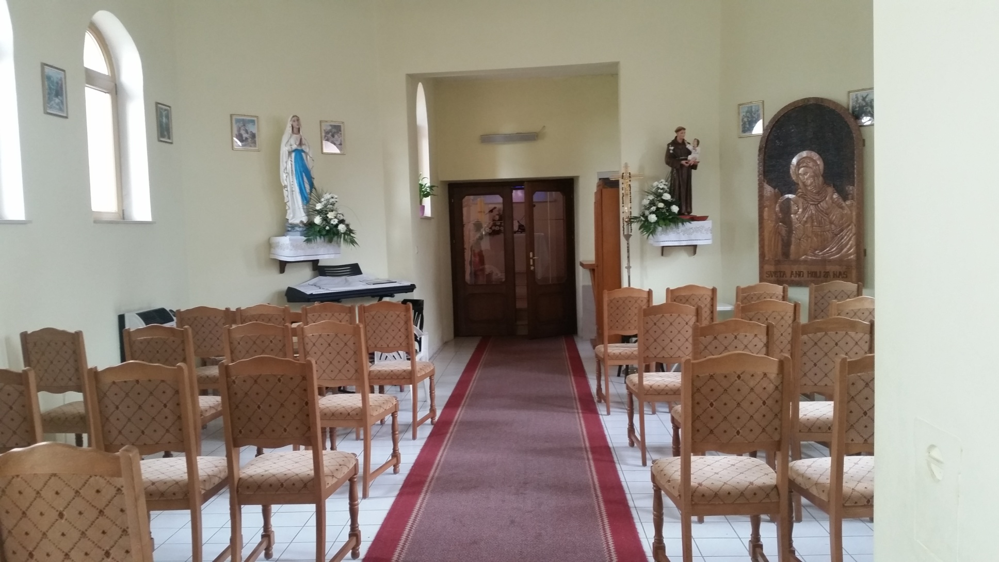 SVETA ANO MOLI ZA NAS